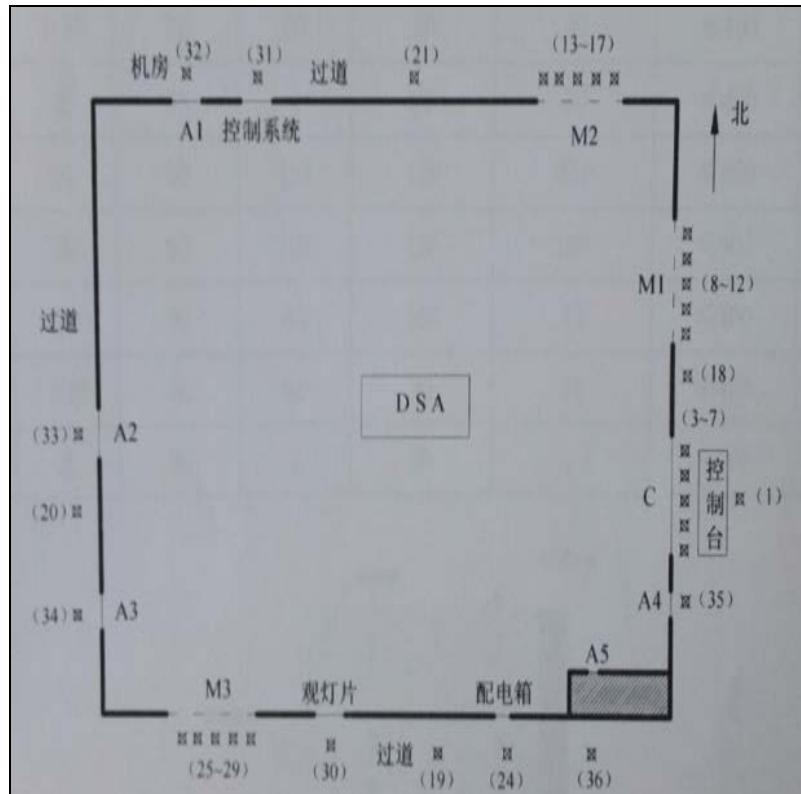 (32) (31) (21) (13~17)
机房 过道
A1 控制系统 M2 北
M1 (8~12)
过道
DSA (18)
(3~7)
(33) A2
C 控制台 (1)
(20)
(34) A3 A4 (35)
A5
M3 观灯片 配电箱
(25~29) (30) 过道 (19) (24) (36)